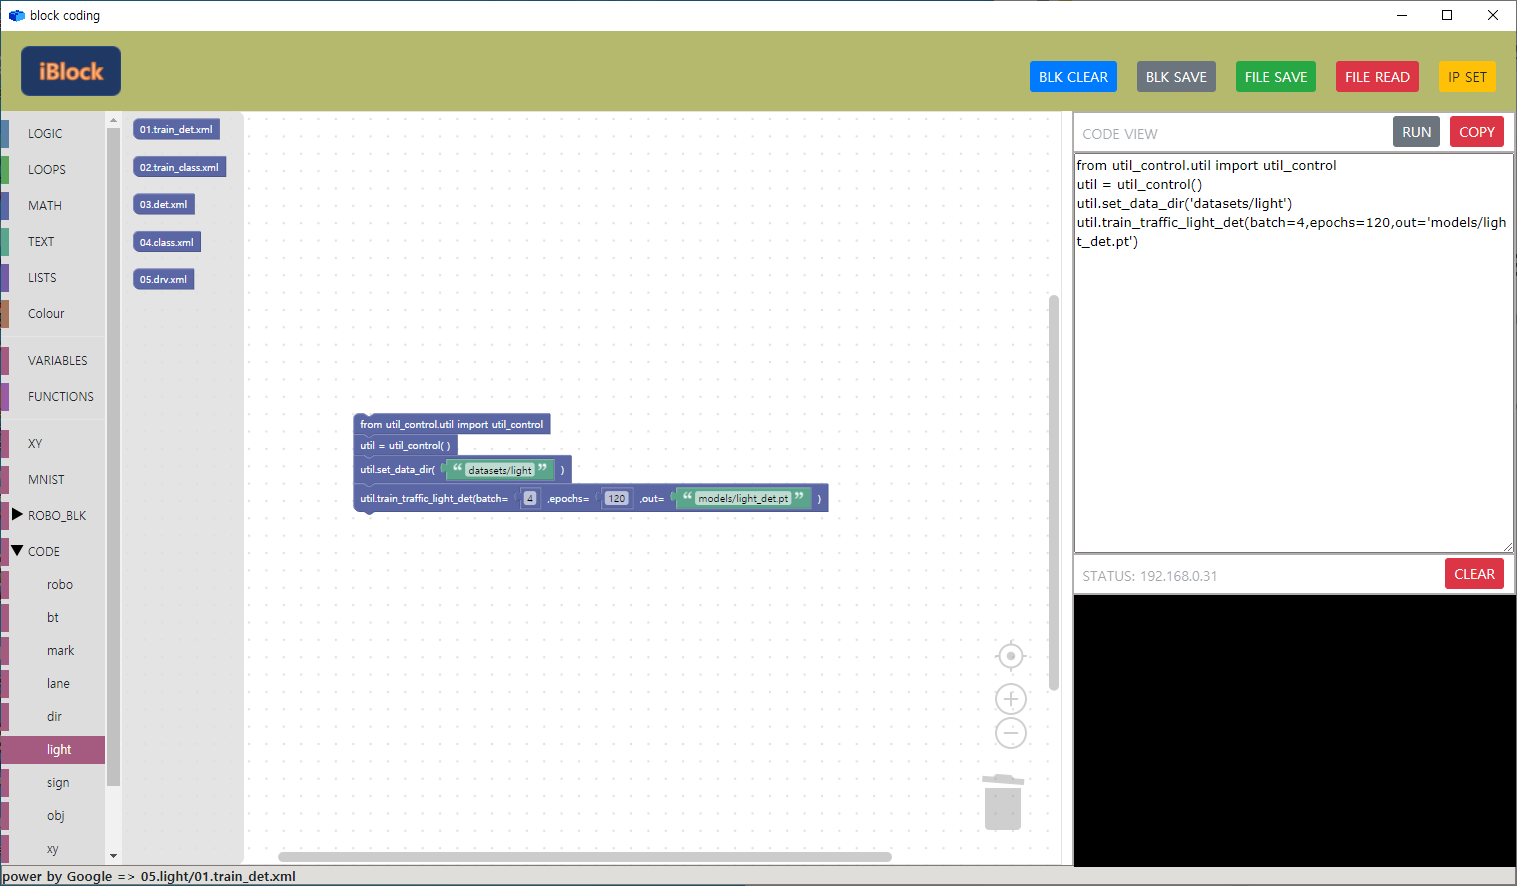 block coding
iBlock
BLK CLEAR BLK SAVE FILE SAVE FILE READ IP SET
LOGIC
LOOPS
MATH
TEXT
LISTS
Colour
VARIABLES
FUNCTIONS
XY
MNIST
ROBO_BLK
CODE
robo
bt
mark
lane
dir
light
sign
obj
xy
01.train_det.xml
02.train_class.xml
03.det.xml
04.class.xml
05.drv.xml
from util_control.util import util_control
util = util_control( )
util.set_data_dir( “ datasets/light ” )
util.train_traffic_light_det(batch= 4 ,epochs= 120 ,out= “ models/light_det.pt ” )
CODE VIEW RUN COPY
from util_control.util import util_control
util = util_control()
util.set_data_dir('datasets/light')
util.train_traffic_light_det(batch=4,epochs=120,out='models/ligh
t_det.pt')
STATUS: 192.168.0.31 CLEAR
power by Google => 05.light/01.train_det.xml